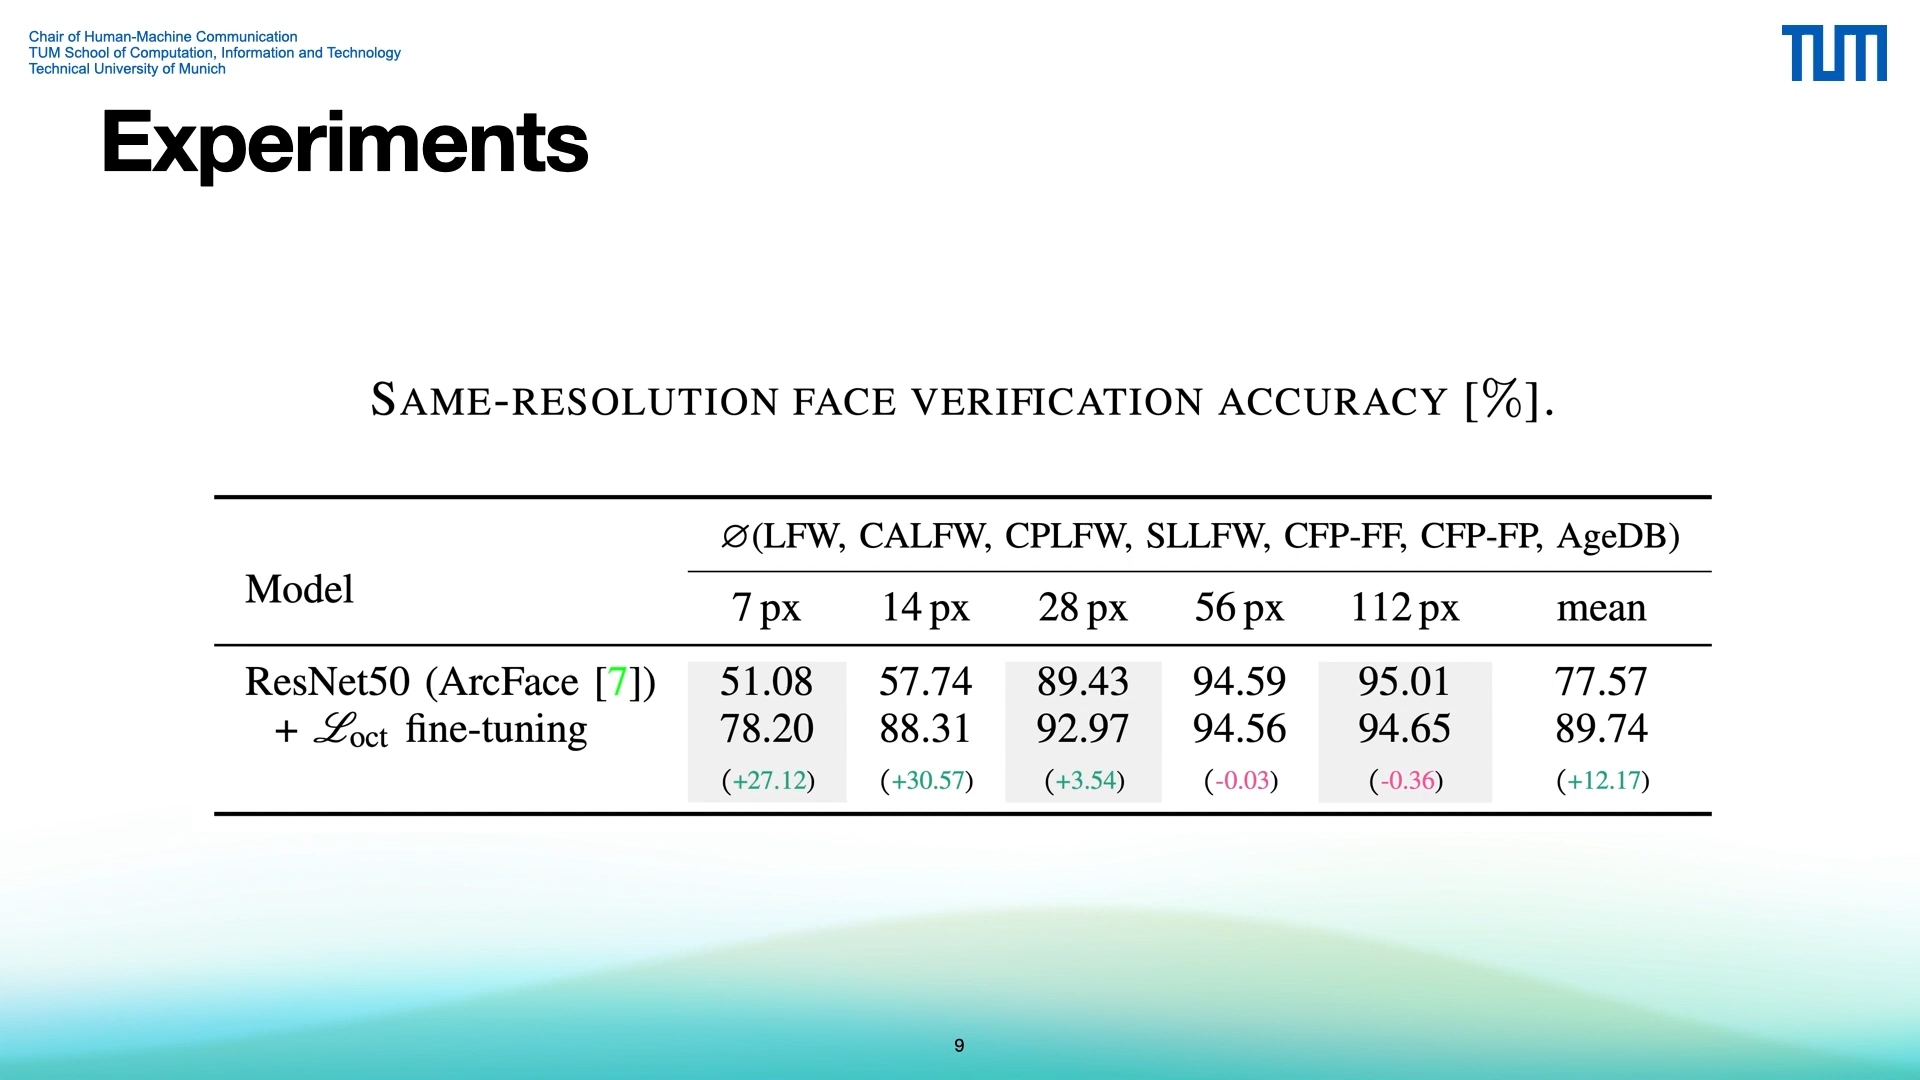 Chair of Human-Machine Communication
TUM School of Computation, Information and Technology
Technical University of Munich
TUM
Experiments
SAME-RESOLUTION FACE VERIFICATION ACCURACY [%].
Model
∅(LFW, CALFW, CPLFW, SLLFW, CFP-FF, CFP-FP, AgeDB)
7 px 14 px 28 px 56 px 112 px mean
ResNet50 (ArcFace [7]) 51.08 57.74 89.43 94.59 95.01 77.57
+ ℒoct fine-tuning 78.20 88.31 92.97 94.56 94.65 89.74
(+27.12) (+30.57) (+3.54) (-0.03) (-0.36) (+12.17)
9